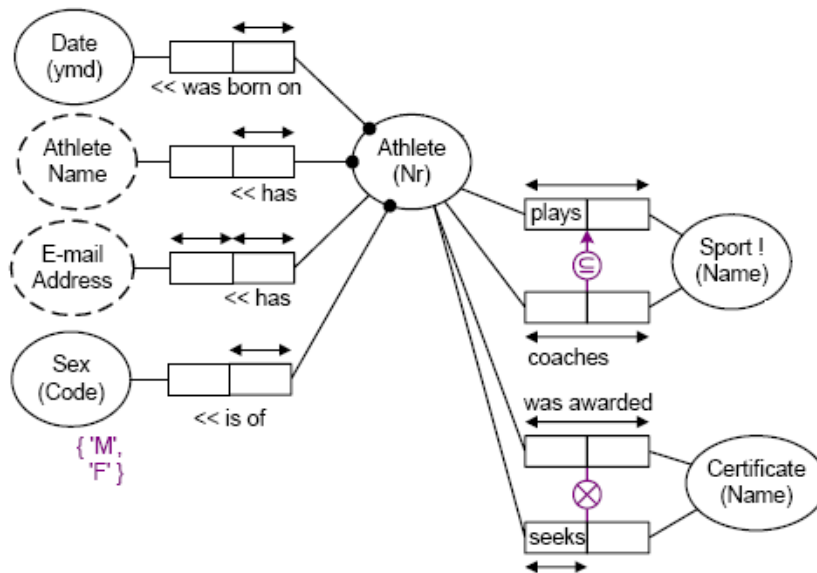 Date
(ymd)
<< was born on
Athlete
Name
<< has
Athlete
(Nr)
E-mail
Address
<< has
Sex
(Code)
<< is of
{ 'M',
'F' }
plays
⊆
Sport !
(Name)
coaches
was awarded
Certificate
(Name)
seeks